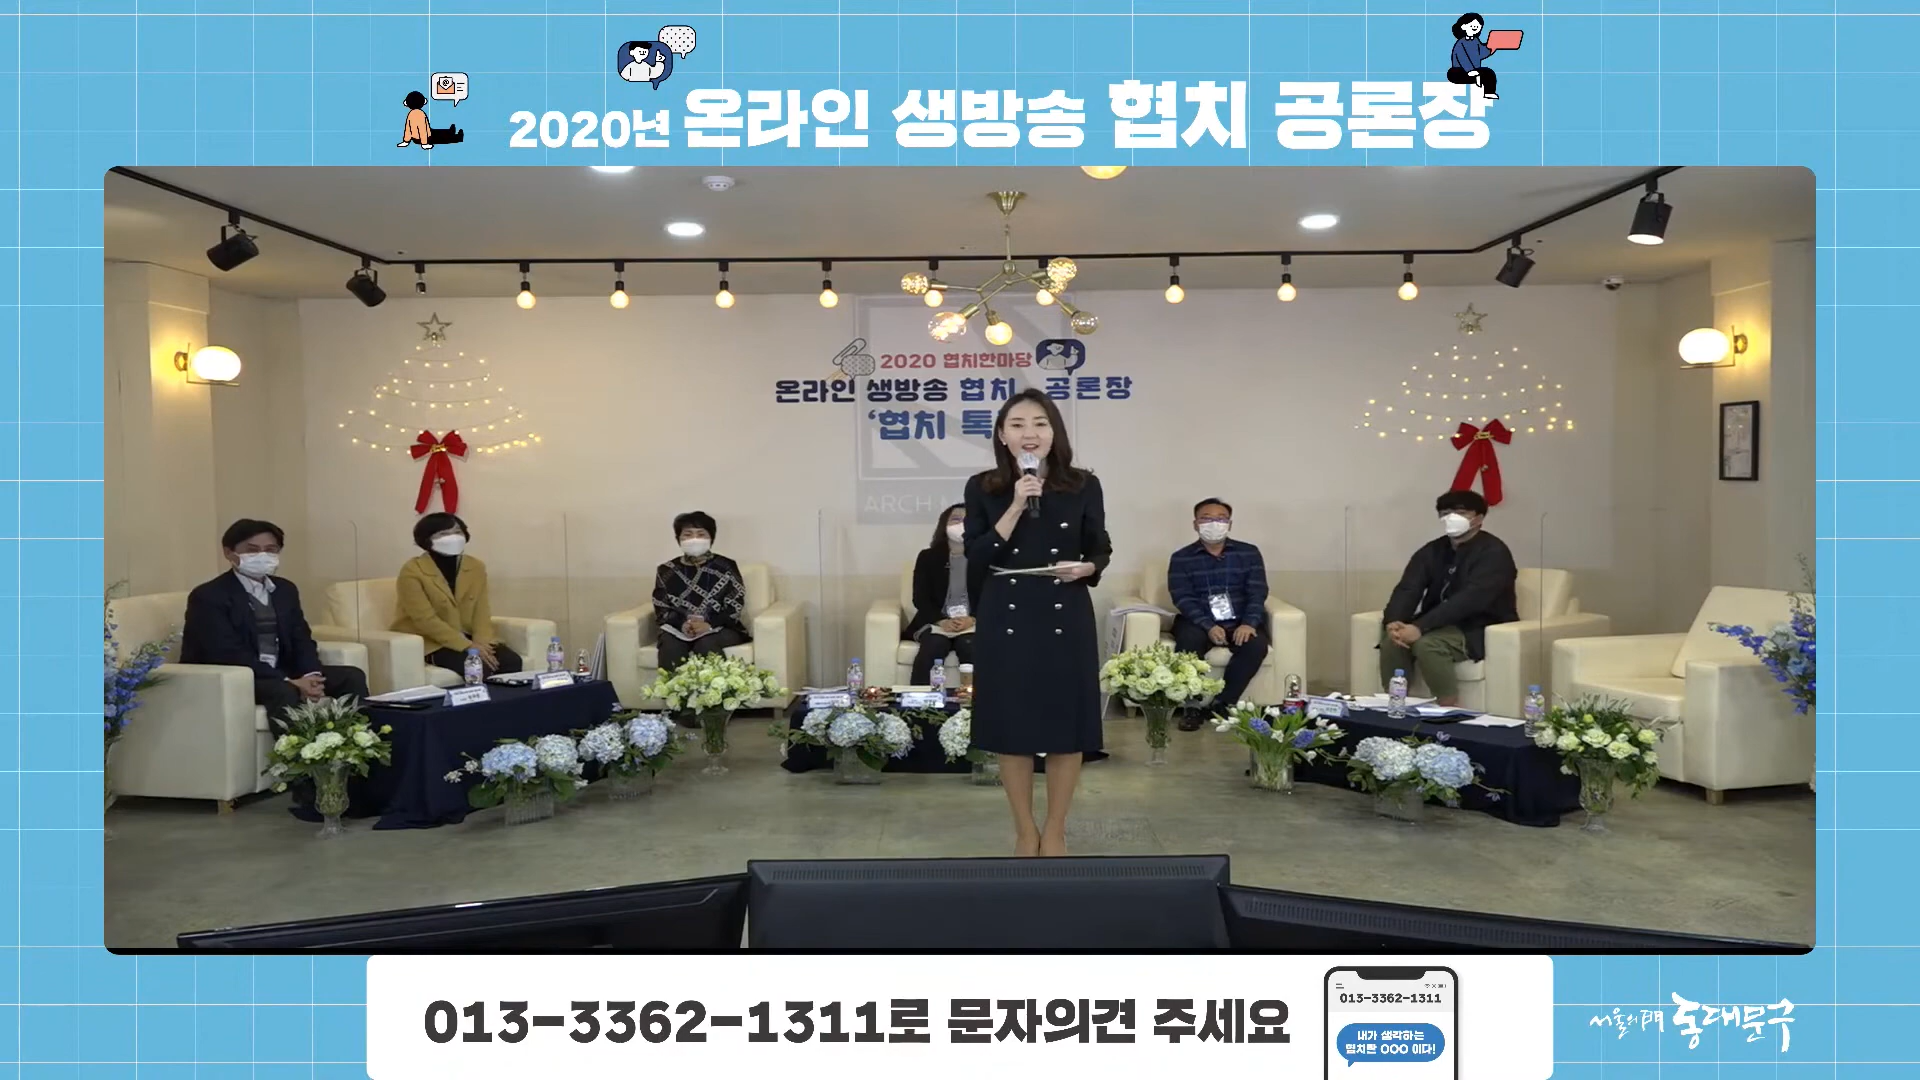 2020년 온라인 생방송 협치 공론장
2020 협치한마당
온라인 생방송 협치 공론장
‘협치 톡
ARCH
013-3362-1311로 문자의견 주세요
013-3362-1311
내가 생각하는
협치란 OOO 이다!
서울의 門 동대문구